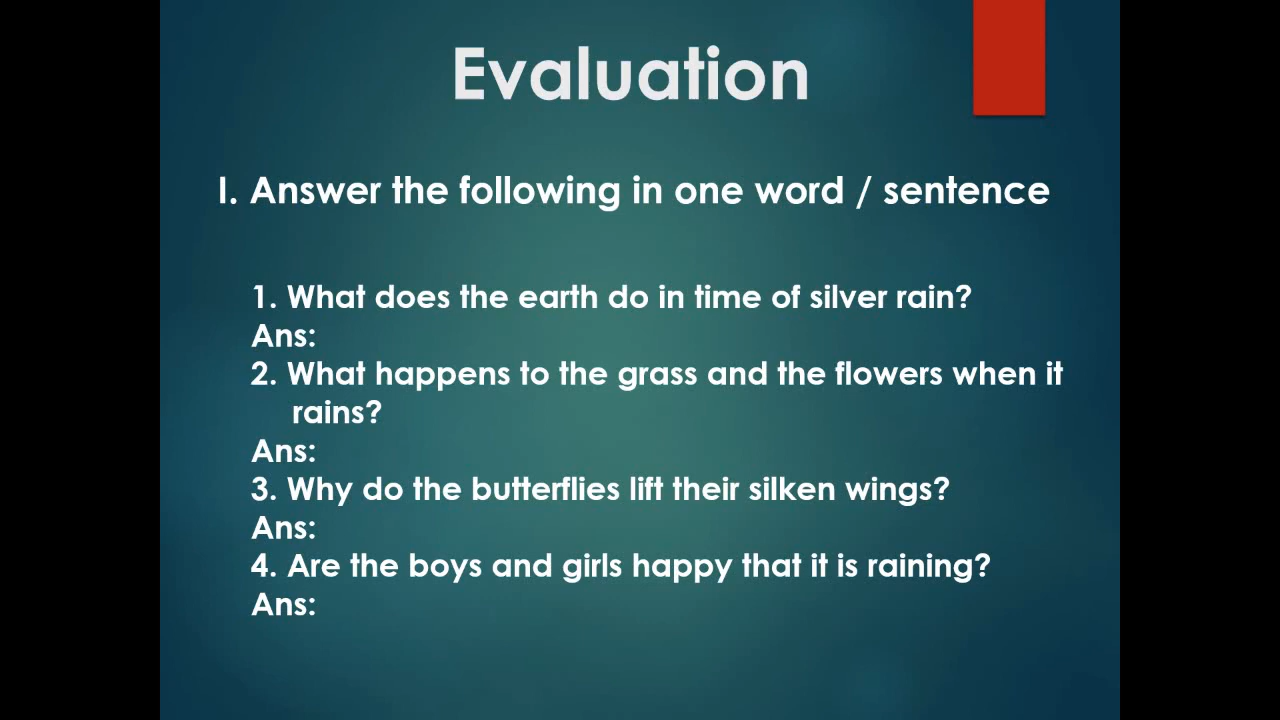 Evaluation
I. Answer the following in one word / sentence
1. What does the earth do in time of silver rain?
Ans:
2. What happens to the grass and the flowers when it
rains?
Ans:
3. Why do the butterflies lift their silken wings?
Ans:
4. Are the boys and girls happy that it is raining?
Ans: